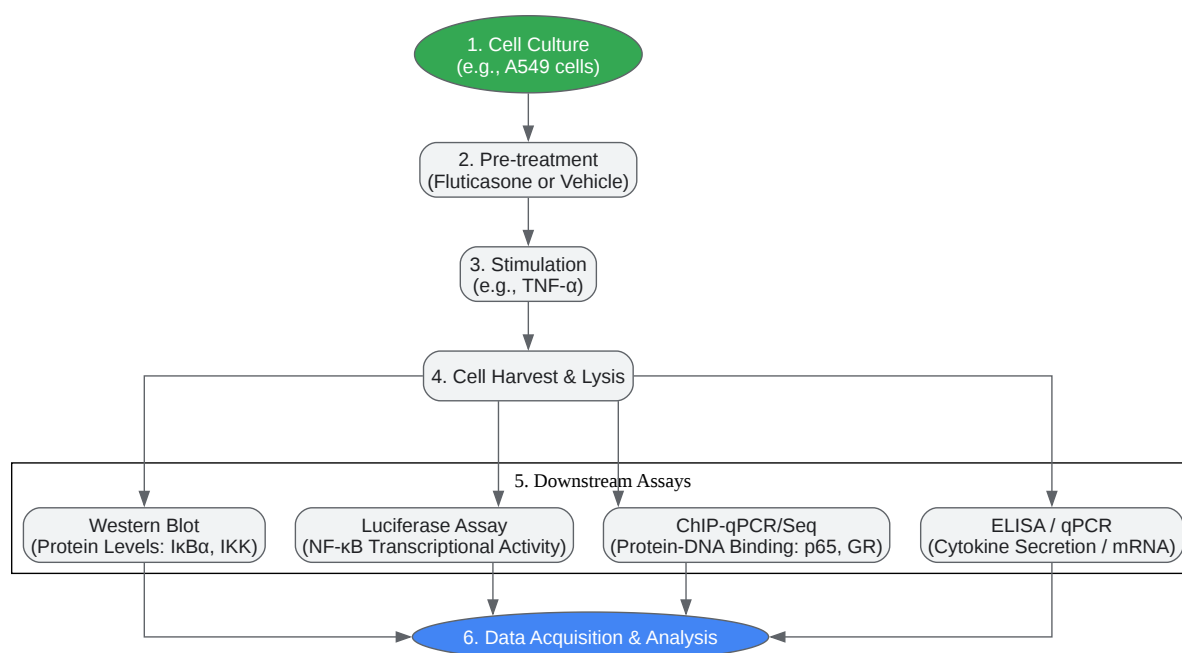 1. Cell Culture
(e.g., A549 cells)
2. Pre-treatment
(Fluticasone or Vehicle)
3. Stimulation
(e.g., TNF-α)
4. Cell Harvest & Lysis
5. Downstream Assays
Western Blot
(Protein Levels: IκBα, IKK)
Luciferase Assay
(NF-κB Transcriptional Activity)
ChIP-qPCR/Seq
(Protein-DNA Binding: p65, GR)
ELISA / qPCR
(Cytokine Secretion / mRNA)
6. Data Acquisition & Analysis